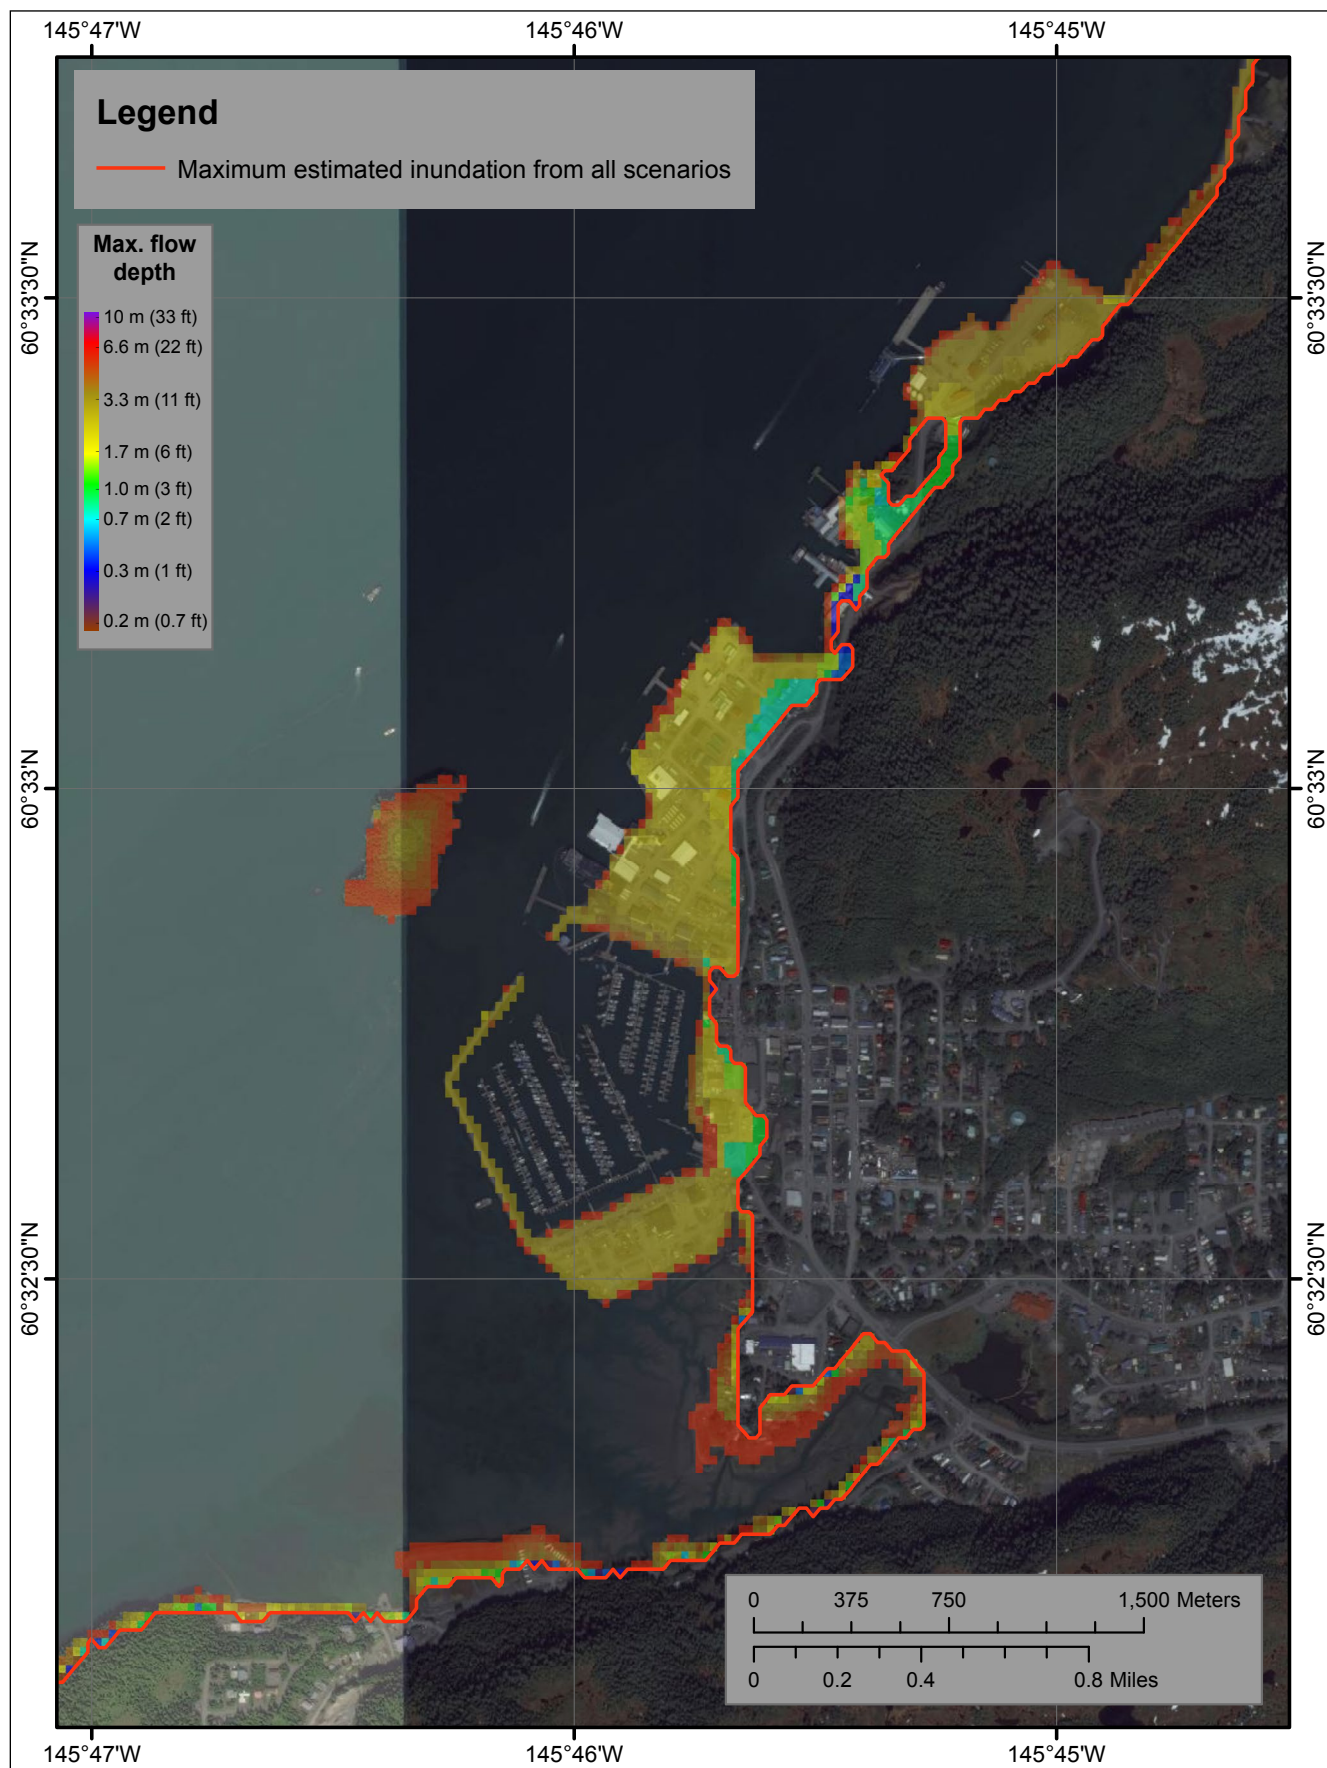 145°47'W 145°46'W 145°45'W
Legend
Maximum estimated inundation from all scenarios
Max. flow
depth
10 m (33 ft)
6.6 m (22 ft)
3.3 m (11 ft)
1.7 m (6 ft)
1.0 m (3 ft)
0.7 m (2 ft)
0.3 m (1 ft)
0.2 m (0.7 ft)
60°33'30"N
60°33'30"N
60°33'N
60°33'N
60°32'30"N
60°32'30"N
0 375 750 1,500 Meters
0 0.2 0.4 0.8 Miles
145°47'W 145°46'W 145°45'W